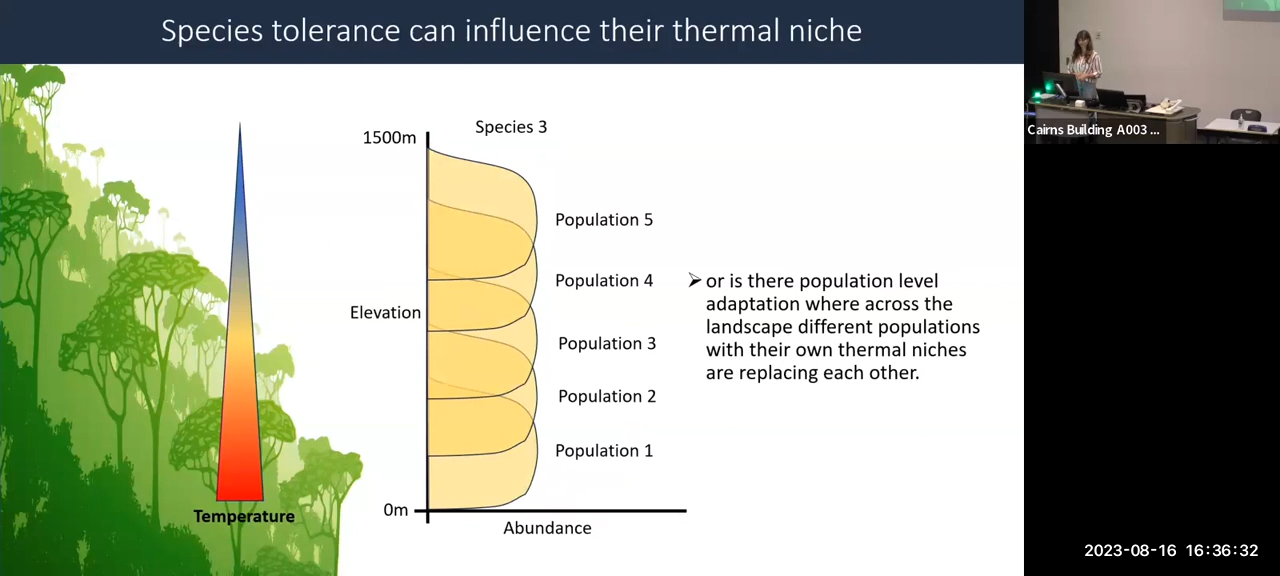 Species tolerance can influence their thermal niche
Cairns Building A003 ...
1500m
Species 3
Population 5
Population 4
Elevation
Population 3
Population 2
Population 1
0m
Temperature
Abundance
➢ or is there population level
adaptation where across the
landscape different populations
with their own thermal niches
are replacing each other.
2023-08-16 16:36:32